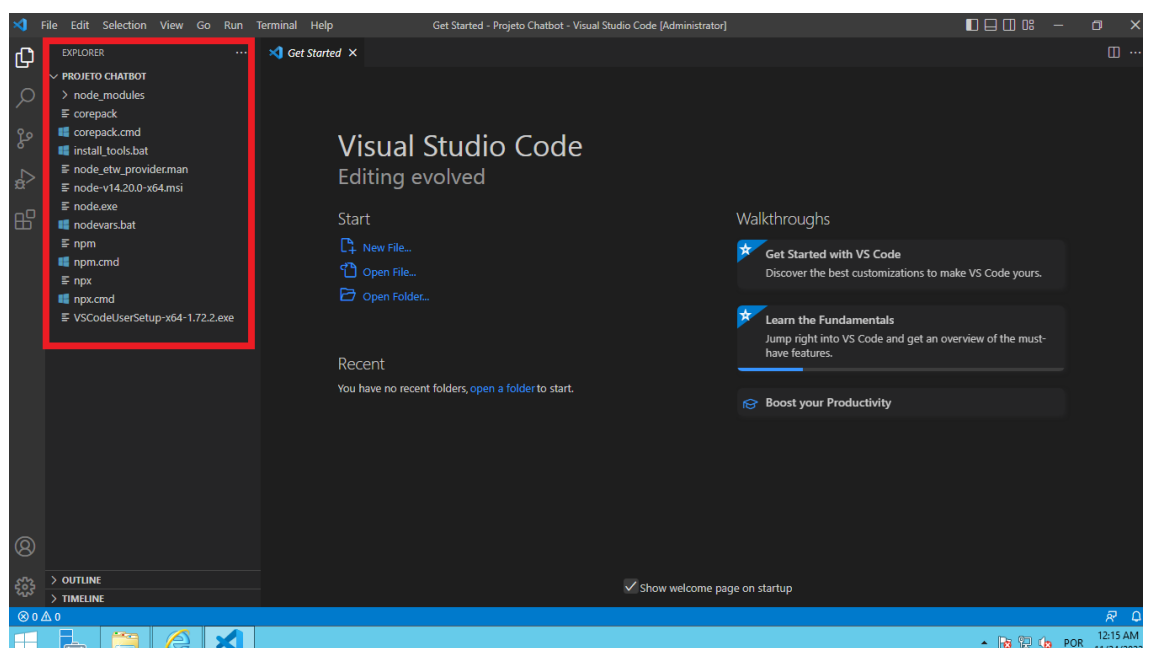 File Edit Selection View Go Run Terminal Help
Get Started - Projeto Chatbot - Visual Studio Code [Administrator]
EXPLORER
PROJETO CHATBOT
node_modules
corepack
corepack.cmd
install_tools.bat
node_etw_provider.man
node-v14.20.0-x64.msi
node.exe
nodevars.bat
npm
npm.cmd
npx
npx.cmd
VSCodeUserSetup-x64-1.72.2.exe
OUTLINE
TIMELINE
Get Started
Visual Studio Code
Editing evolved
Start
New File...
Open File...
Open Folder...
Recent
You have no recent folders, open a folder to start.
Walkthroughs
Get Started with VS Code
Discover the best customizations to make VS Code yours.
Learn the Fundamentals
Jump right into VS Code and get an overview of the must-
have features.
Boost your Productivity
Show welcome page on startup
0 0
POR
12:15 AM